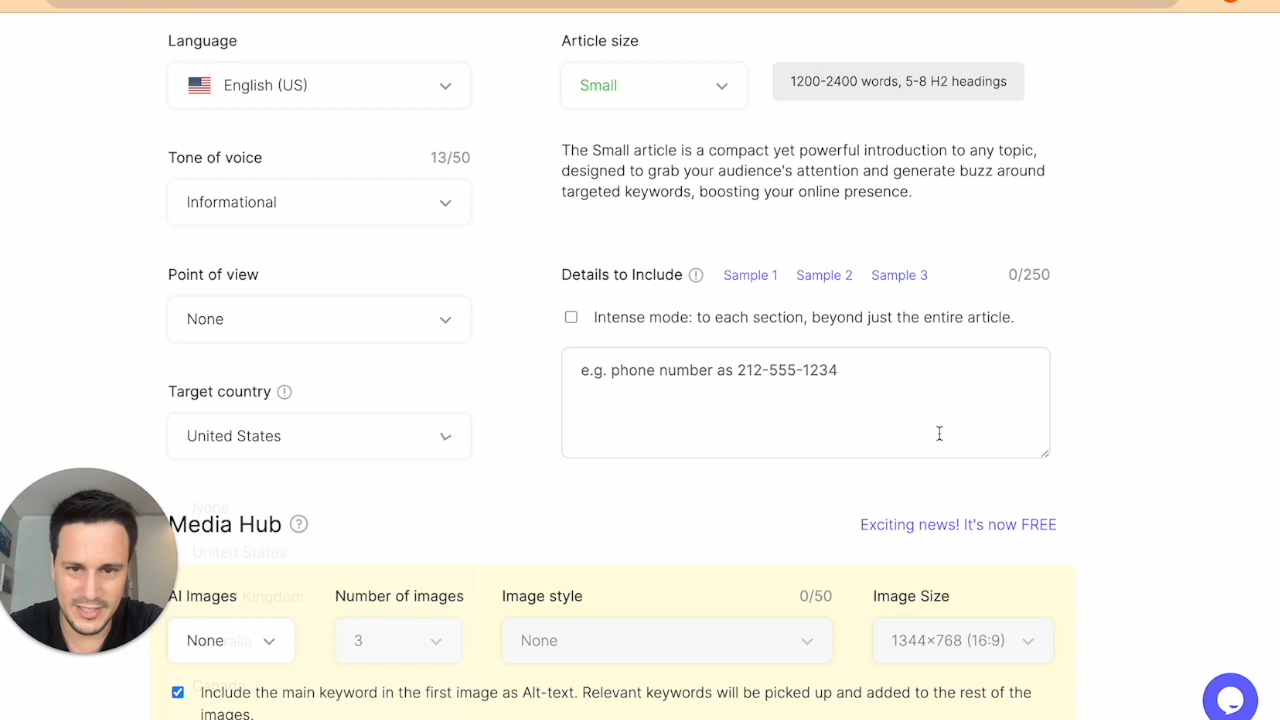 Language
Article size
English (US)
Small
1200-2400 words, 5-8 H2 headings
Tone of voice
13/50
The Small article is a compact yet powerful introduction to any topic,
designed to grab your audience's attention and generate buzz around
targeted keywords, boosting your online presence.
Informational
Point of view
Details to Include
Sample 1
Sample 2
Sample 3
0/250
None
Intense mode: to each section, beyond just the entire article.
e.g. phone number as 212-555-1234
Target country
United States
None
Media Hub
Exciting news! It's now FREE
United States
AI Images
Kingdom
Number of images
Image style
0/50
Image Size
None
3
None
1344×768 (16:9)
Include the main keyword in the first image as Alt-text. Relevant keywords will be picked up and added to the rest of the
images.